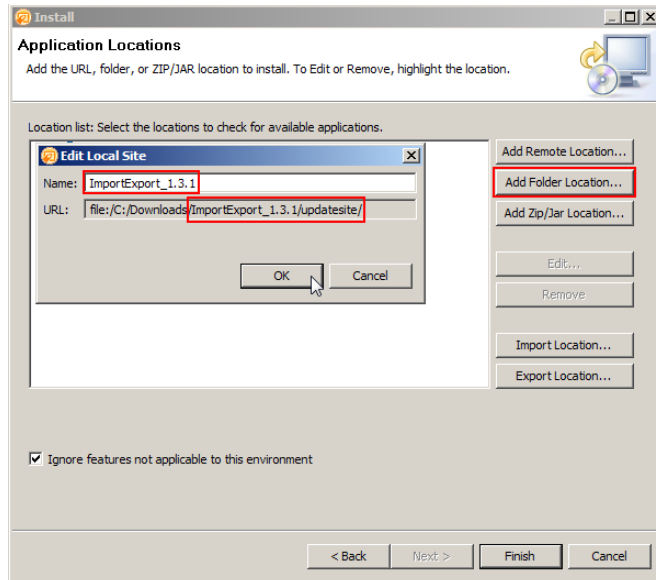 Install
Application Locations
Add the URL, folder, or ZIP/JAR location to install. To Edit or Remove, highlight the location.
Location list: Select the locations to check for available applications.
Edit Local Site
Name: ImportExport_1.3.1
URL: file:/C:/Downloads/ImportExport_1.3.1/updatesite/
OK
Cancel
Add Remote Location...
Add Folder Location...
Add Zip/Jar Location...
Edit...
Remove
Import Location...
Export Location...
Ignore features not applicable to this environment
< Back
Next >
Finish
Cancel